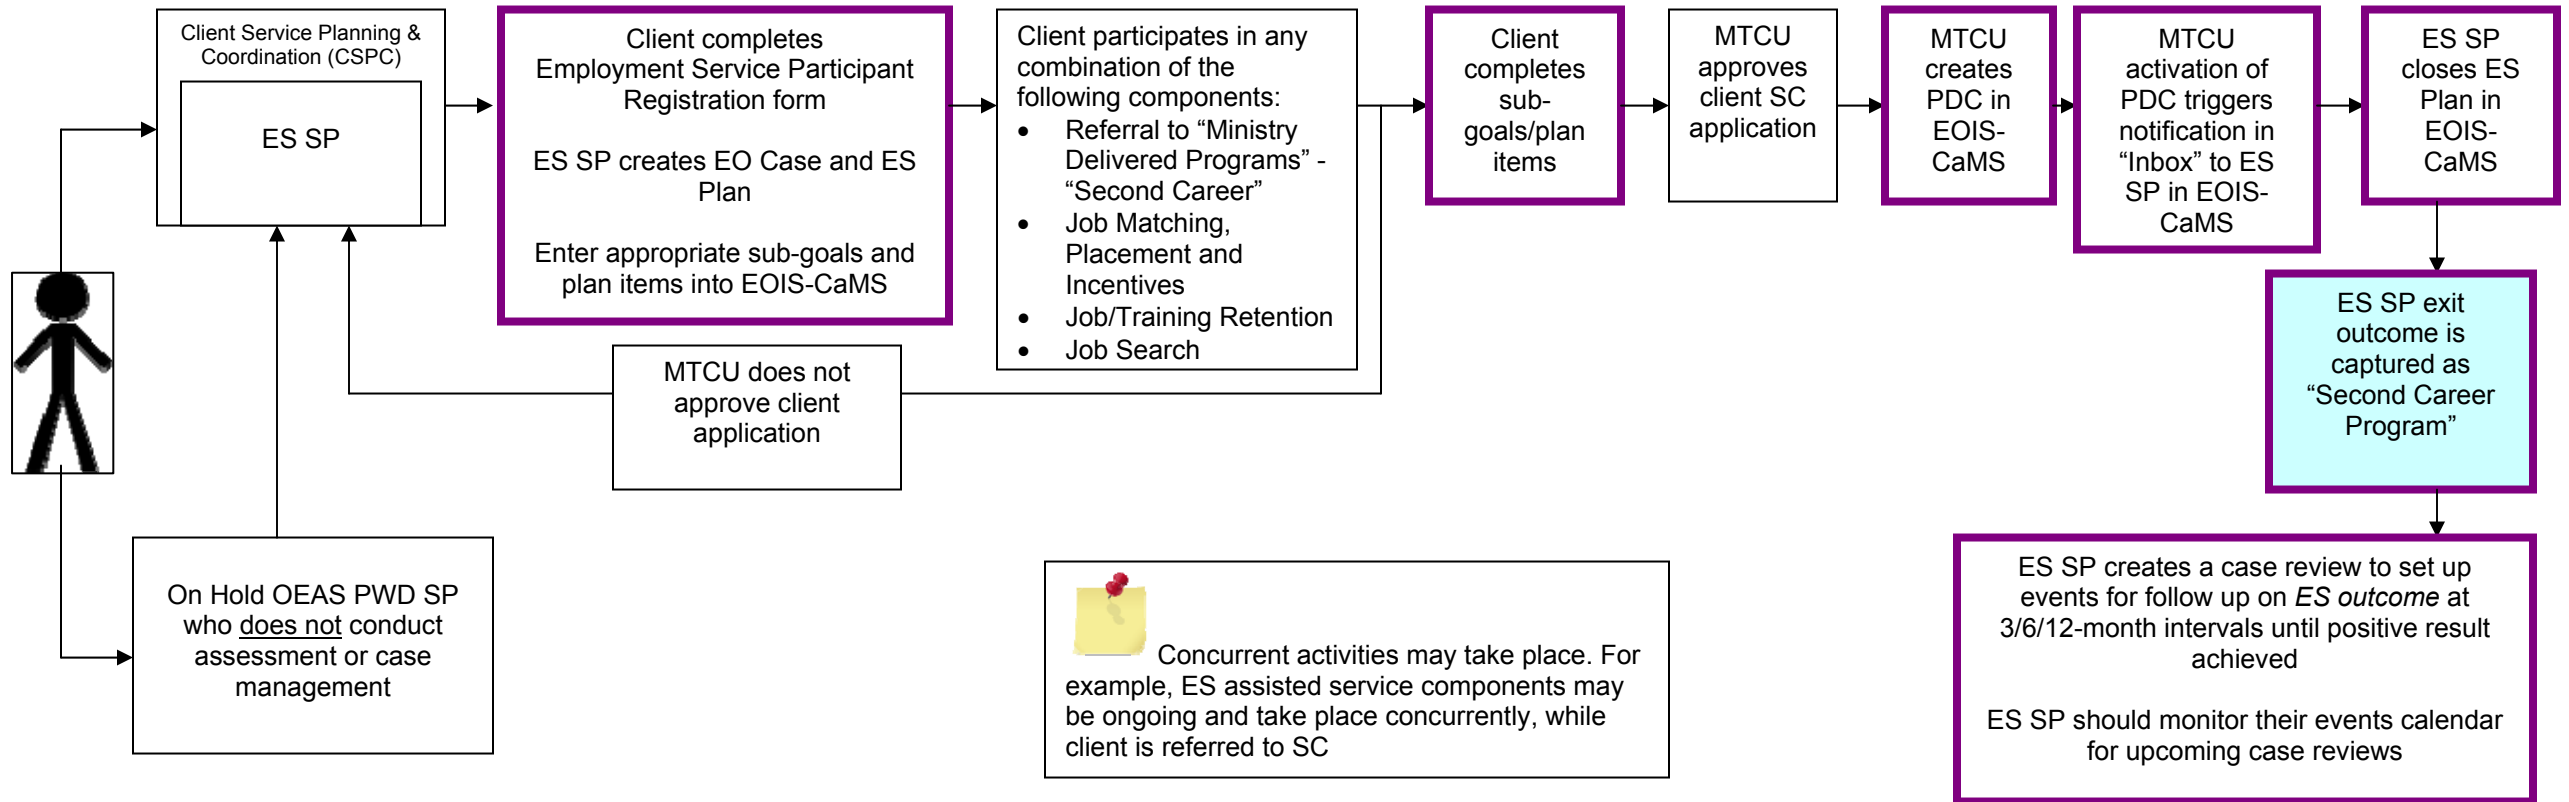 Client Service Planning &
Coordination (CSPC)
ES SP
Client completes
Employment Service Participant
Registration form
ES SP creates EO Case and ES
Plan
Enter appropriate sub-goals and
plan items into EOIS-CaMS
Client participates in any
combination of the
following components:
• Referral to “Ministry
Delivered Programs” -
“Second Career”
• Job Matching,
Placement and
Incentives
• Job/Training Retention
• Job Search
Client
completes
sub-
goals/plan
items
MTCU
approves
client SC
application
MTCU
creates
PDC in
EOIS-
CaMS
MTCU
activation of
PDC triggers
notification in
“Inbox” to ES
SP in EOIS-
CaMS
ES SP
closes ES
Plan in
EOIS-
CaMS
ES SP exit
outcome is
captured as
“Second Career
Program”
MTCU does not
approve client
application
On Hold OEAS PWD SP
who does not conduct
assessment or case
management
Concurrent activities may take place. For
example, ES assisted service components may
be ongoing and take place concurrently, while
client is referred to SC
ES SP creates a case review to set up
events for follow up on ES outcome at
3/6/12-month intervals until positive result
achieved
ES SP should monitor their events calendar
for upcoming case reviews